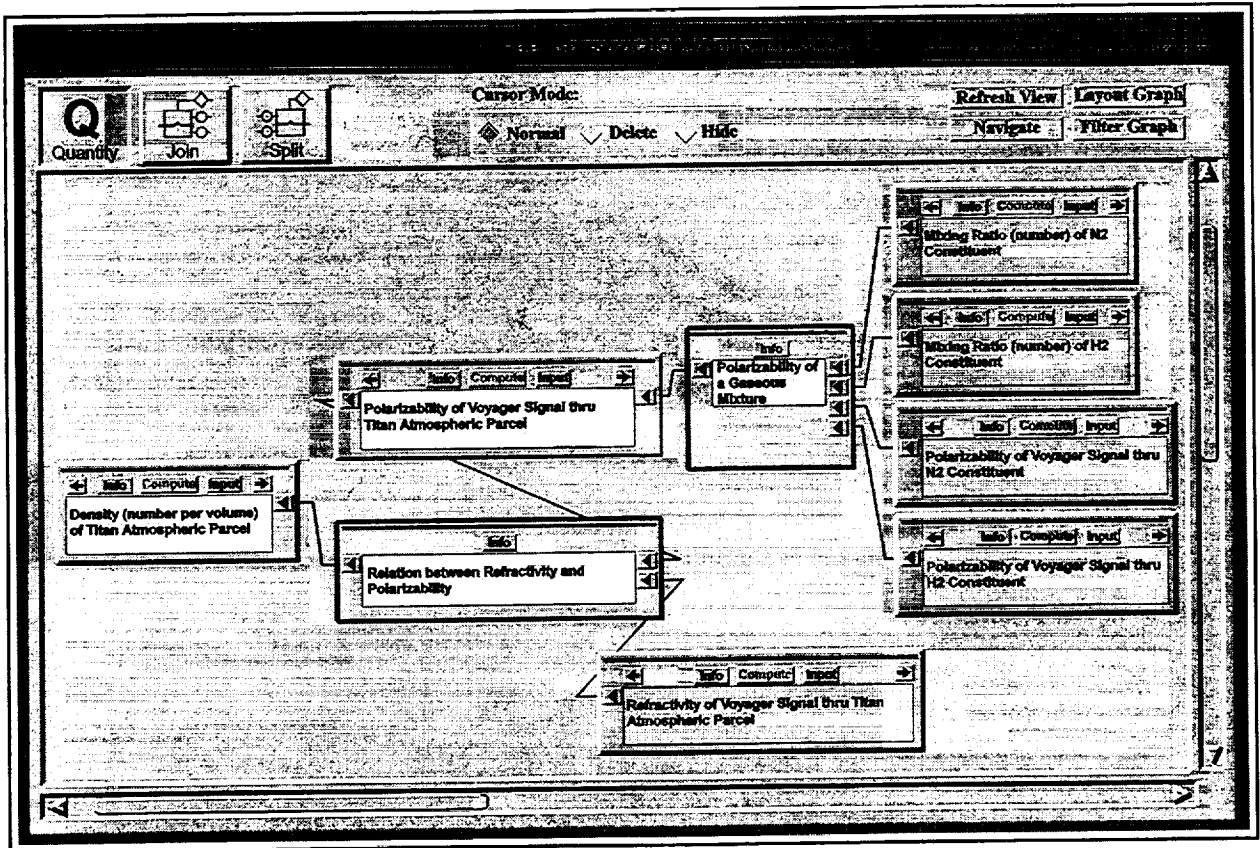 Cursor Mode:
Refresh View
Layout Graph
Q
Normal
Delete
Hide
Navigate
Filter Graph
Quantity
Join
Split
Info Compute Input
Mixing Ratio (number) of N2
Constituent
Info Compute Input
Mixing Ratio (number) of H2
Constituent
Info
Polarizability of
a Gaseous
Mixture
Info Compute Input
Polarizability of Voyager Signal thru
Titan Atmospheric Parcel
Info Compute Input
Polarizability of Voyager Signal thru
N2 Constituent
Info Compute Input
Density (number per volume)
of Titan Atmospheric Parcel
Info
Relation between Refractivity and
Polarizability
Info Compute Input
Polarizability of Voyager Signal thru
H2 Constituent
Info Compute Input
Refractivity of Voyager Signal thru Titan
Atmospheric Parcel